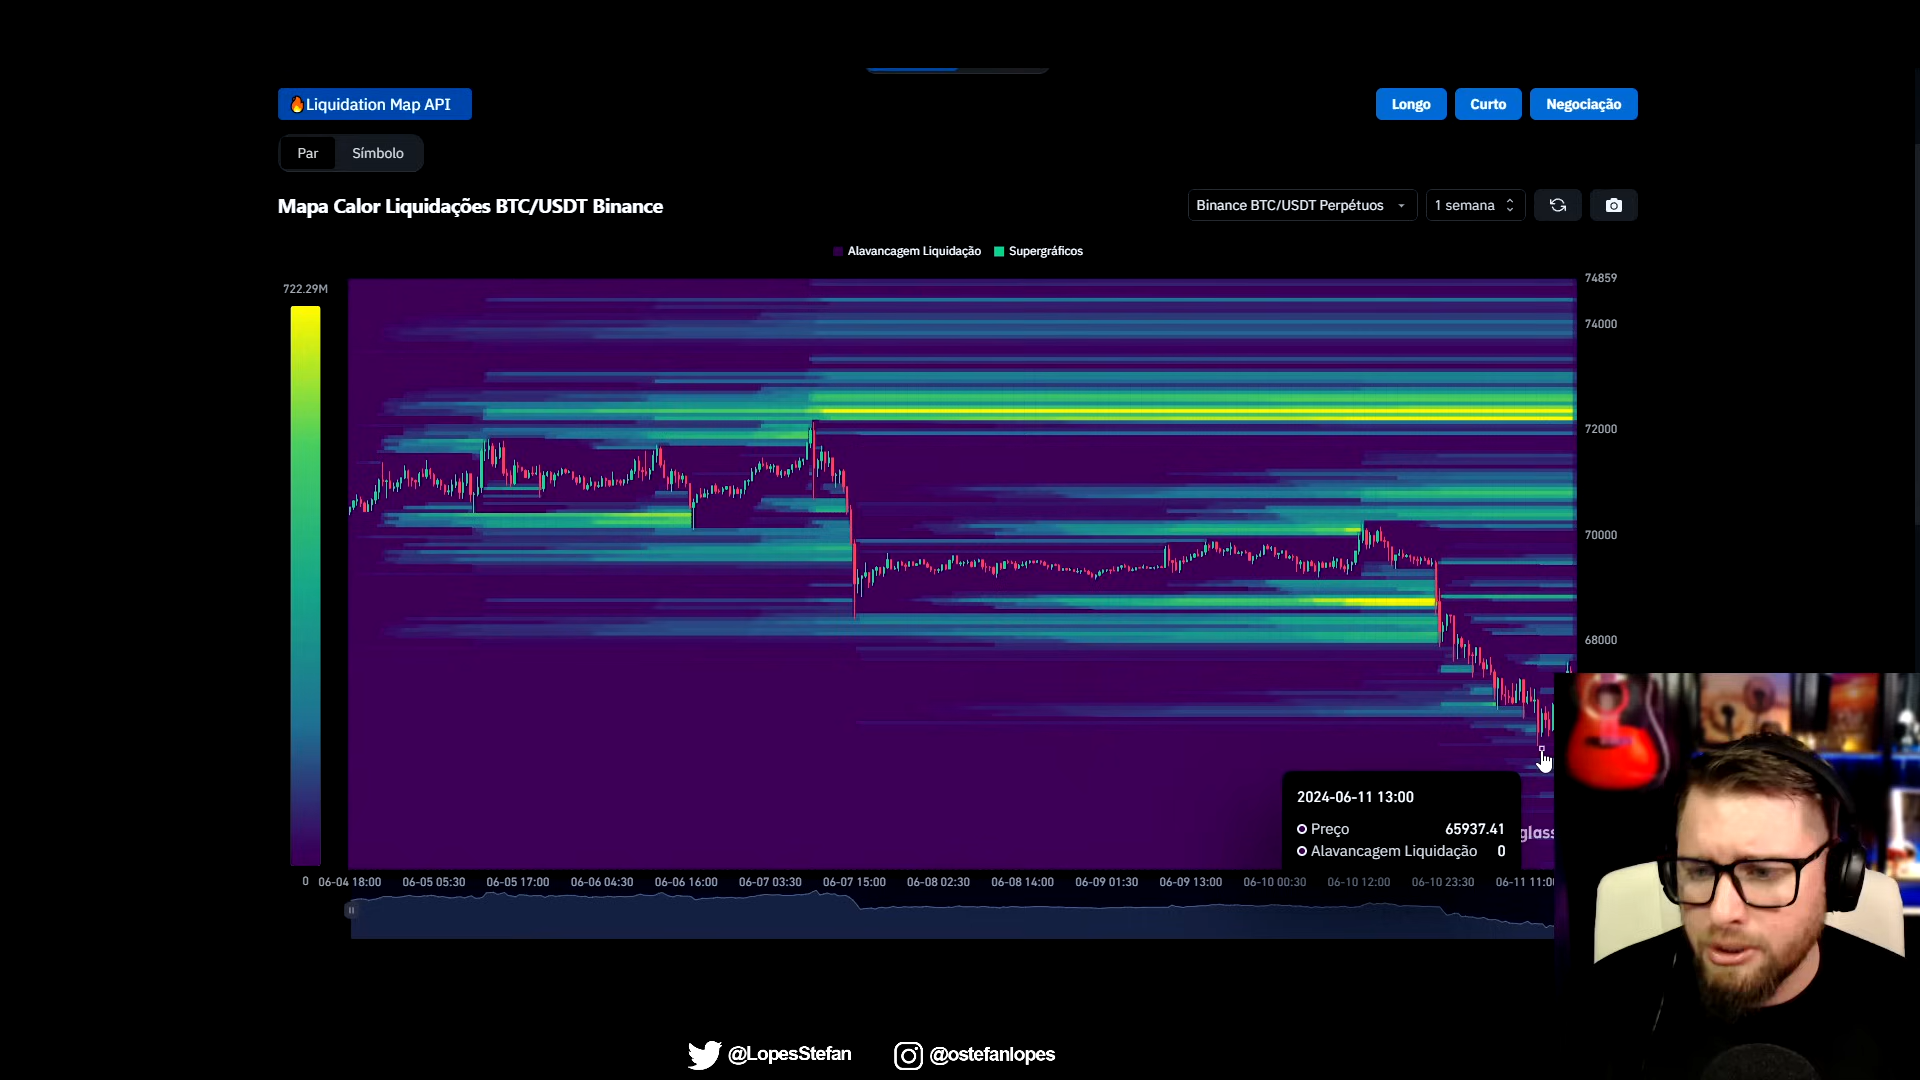 🔥Liquidation Map API
Longo
Curto
Negociação
Par
Símbolo
Mapa Calor Liquidações BTC/USDT Binance
Binance BTC/USDT Perpétuos
1 semana
Alavancagem Liquidação
Supergráficos
722.29M
0
74859
74000
72000
70000
68000
2024-06-11 13:00
Preço 65937.41
Alavancagem Liquidação 0
glass
06-04 18:00 06-05 05:30 06-05 17:00 06-06 04:30 06-06 16:00 06-07 03:30 06-07 15:00 06-08 02:30 06-08 14:00 06-09 01:30 06-09 13:00 06-10 00:30 06-10 12:00 06-10 23:30 06-11 11:00
@LopesStefan
@ostefanlopes